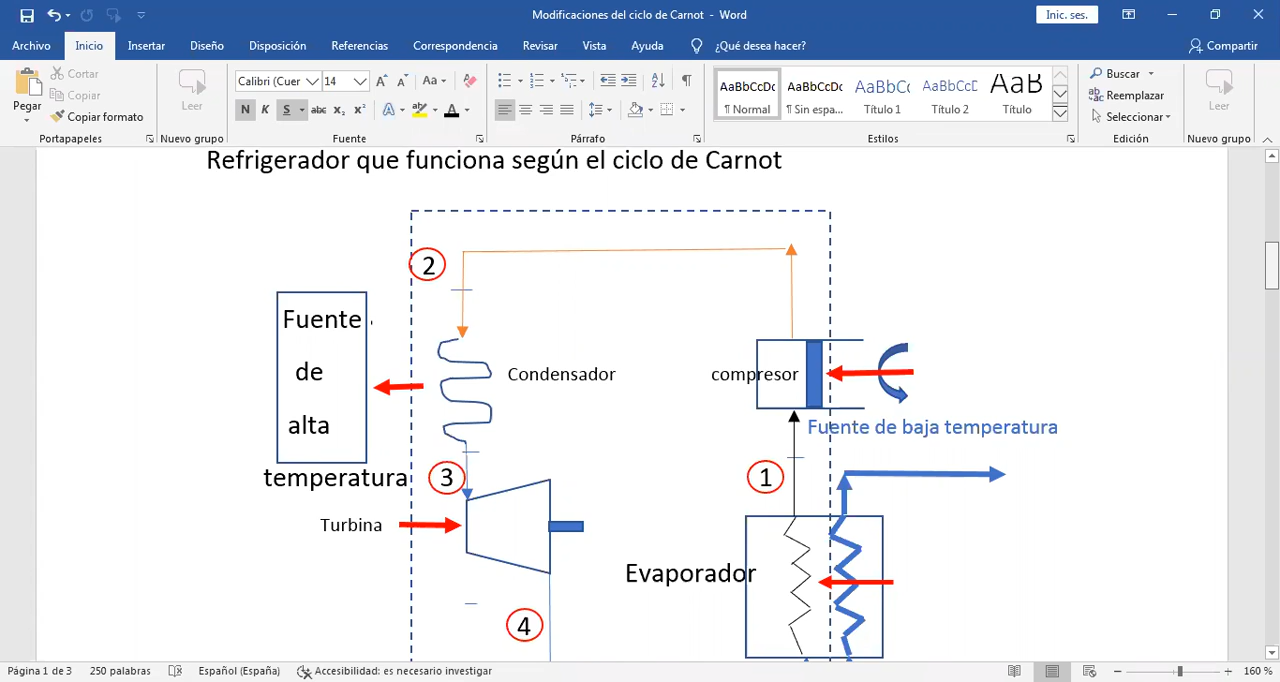 Modificaciones del ciclo de Carnot - Word
Inic. ses.
Archivo Inicio Insertar Diseño Disposición Referencias Correspondencia Revisar Vista Ayuda ¿Qué desea hacer? Compartir
Pegar
Cortar
Copiar
Copiar formato
Portapapeles
Leer
Nuevo grupo
Calibri (Cuer 14
N K S abc x₂ x²
Fuente
Párrafo
AaBbCcDc AaBbCcDc AaBbCc AaBbCcD AaB
¶ Normal ¶ Sin espa... Título 1 Título 2 Título
Estilos
Buscar
Reemplazar
Seleccionar
Edición
Leer
Nuevo grupo
Refrigerador que funciona según el ciclo de Carnot
2
Fuente
de
alta
temperatura
Condensador
compresor
Fuente de baja temperatura
3
1
Turbina
Evaporador
4
Página 1 de 3 250 palabras Español (España) Accesibilidad: es necesario investigar 160 %